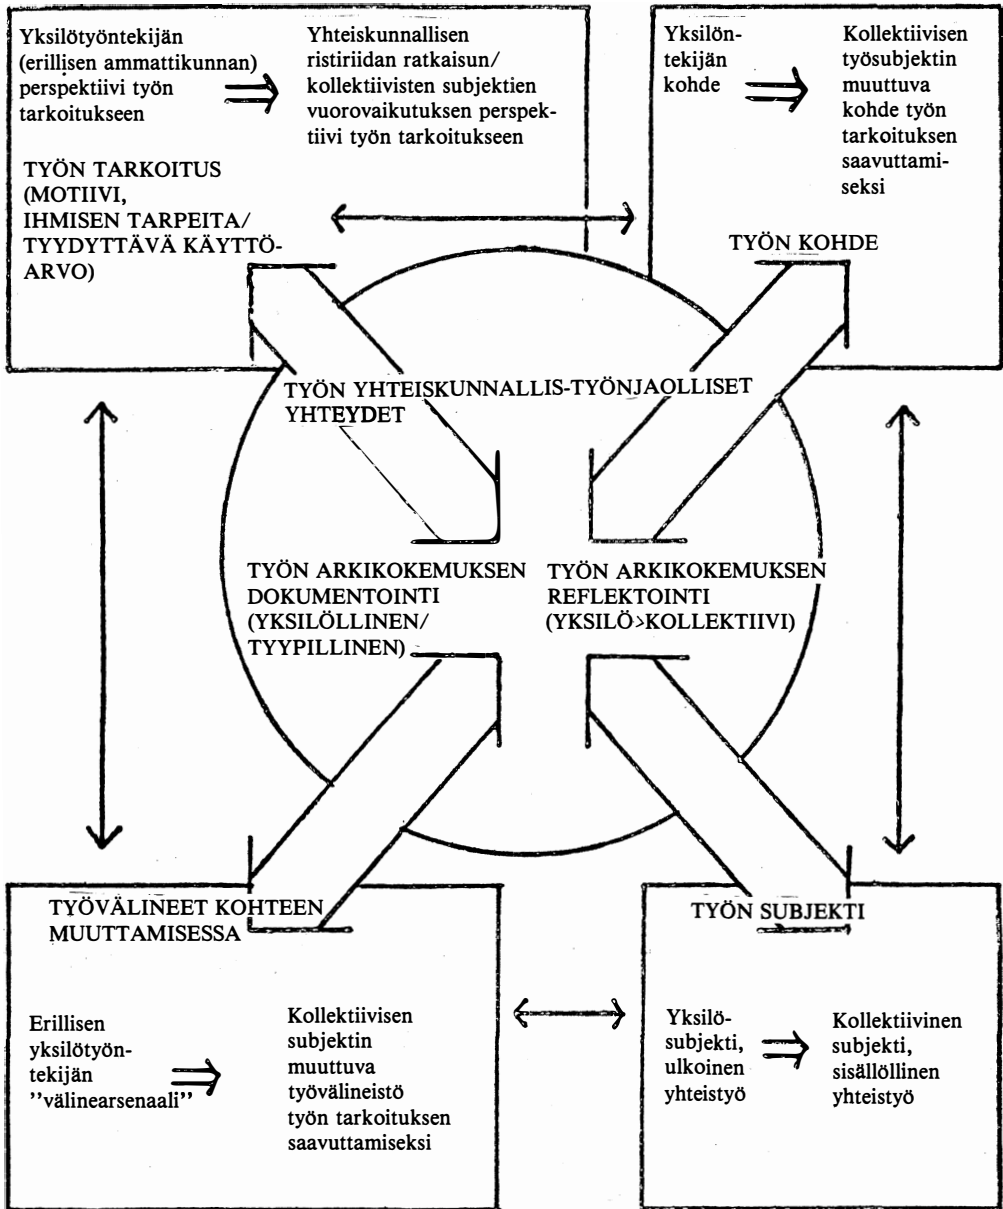 Yksilötyöntekijän
(erillisen ammattikunnan)
perspektiivi työn
tarkoitukseen
Yhteiskunnallisen
ristiriidan ratkaisun/
kollektiivisten subjektien
vuorovaikutuksen perspek-
tiivi työn tarkoitukseen
TYÖN TARKOITUS
(MOTIIVI,
IHMISEN TARPEITA/
TYYDYTTÄVÄ KÄYTTÖ-
ARVO)
Yksilön-
tekijän
kohde
Kollektiivisen
työsubjektin
muuttuva
kohde työn
tarkoituksen
saavuttami-
seksi
TYÖN KOHDE
TYÖN YHTEISKUNNALLIS-TYÖNJAOLLISET
YHTEYDET
TYÖN ARKIKOKEMUKSEN
DOKUMENTOINTI
(YKSILÖLLINEN/
TYYPILLINEN)
TYÖN ARKIKOKEMUKSEN
REFLEKTOINTI
(YKSILÖ>KOLLEKTIIVI)
TYÖVÄLINEET KOHTEEN
MUUTTAMISESSA
Erillisen
yksilötyön-
tekijän
"välinearsenaali"
Kollektiivisen
subjektin
muuttuva
työvälineistö
työn tarkoituksen
saavuttamiseksi
TYÖN SUBJEKTI
Yksilö-
subjekti,
ulkoinen
yhteistyö
Kollektiivinen
subjekti,
sisällöllinen
yhteistyö